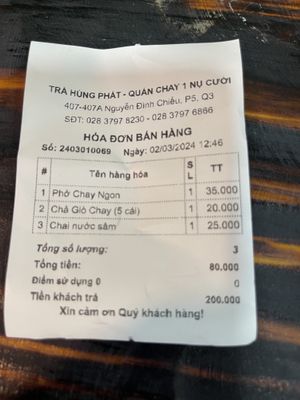 TRÀ HÙNG PHÁT - QUÁN CHAY 1 NỤ CƯỜI
407-407A Nguyễn Đình Chiểu, P5, Q3
SĐT: 028 3797 8230 - 028 3797 6866
HÓA ĐƠN BÁN HÀNG
Số: 2403010069 Ngày: 02/03/2024 12:46
# Tên hàng hóa SL TT
1 Phở Chay Ngon 1 35.000
2 Chả Giò Chay (5 cái) 1 20.000
3 Chai nước sâm 1 25.000
Tổng số lượng: 3
Tổng tiền: 80.000
Điểm sử dụng 0 0
Tiền khách trả 200.000
Xin cảm ơn Quý khách hàng!